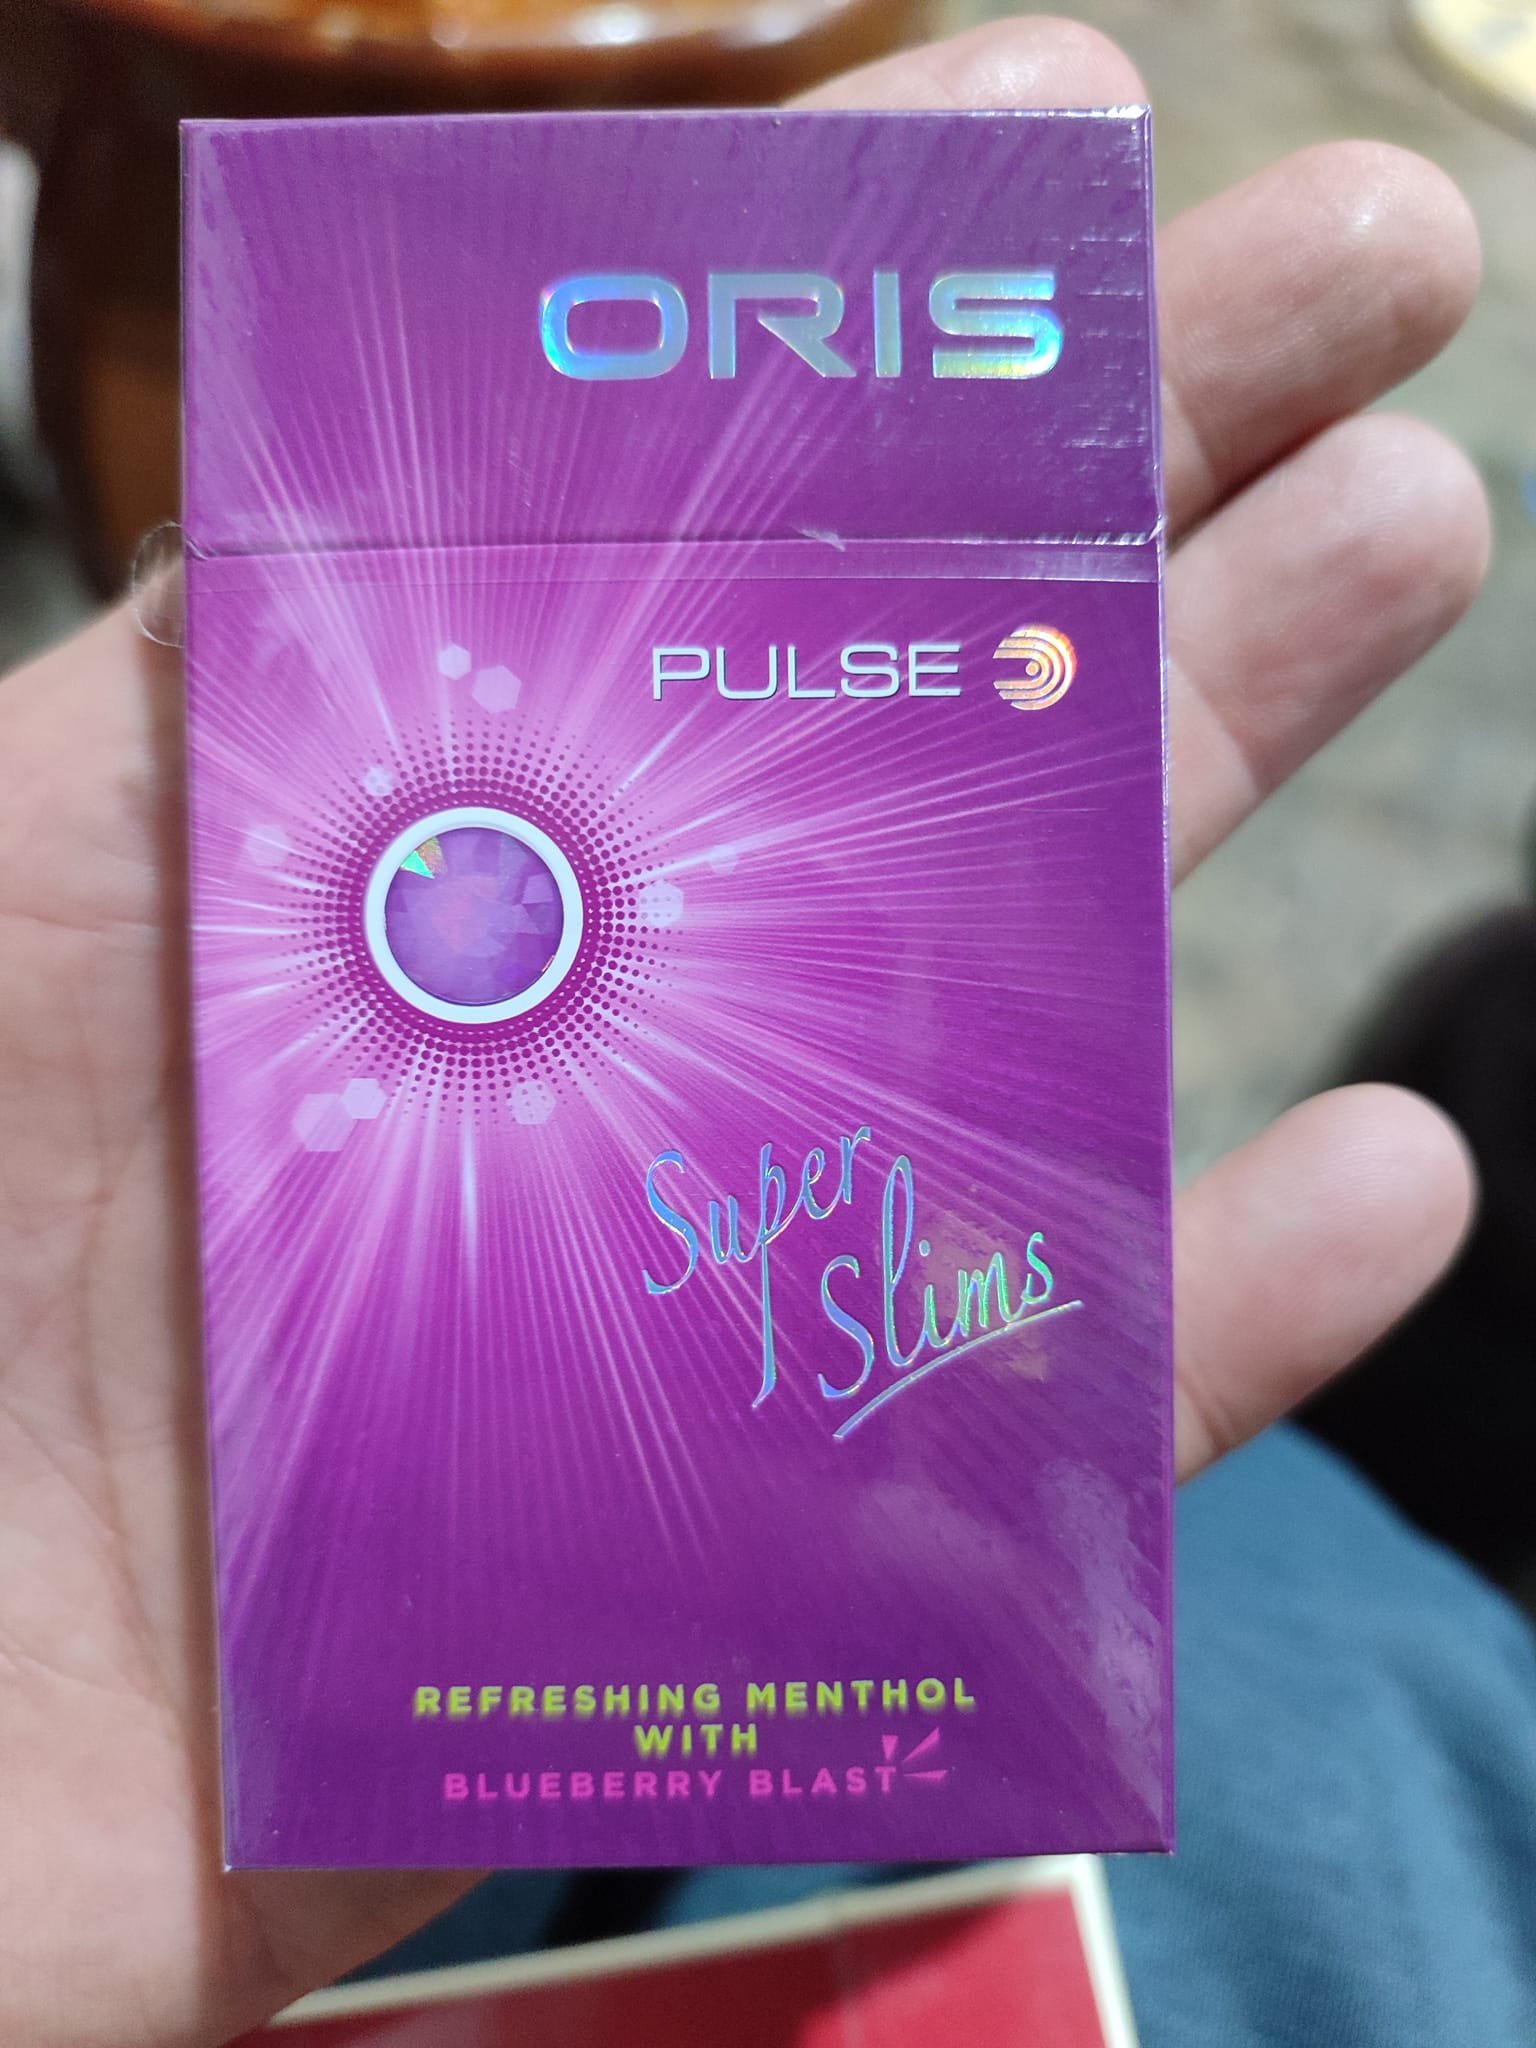 ORIS
PULSE
Super
Slims
REFRESHING MENTHOL
WITH
BLUEBERRY BLAST